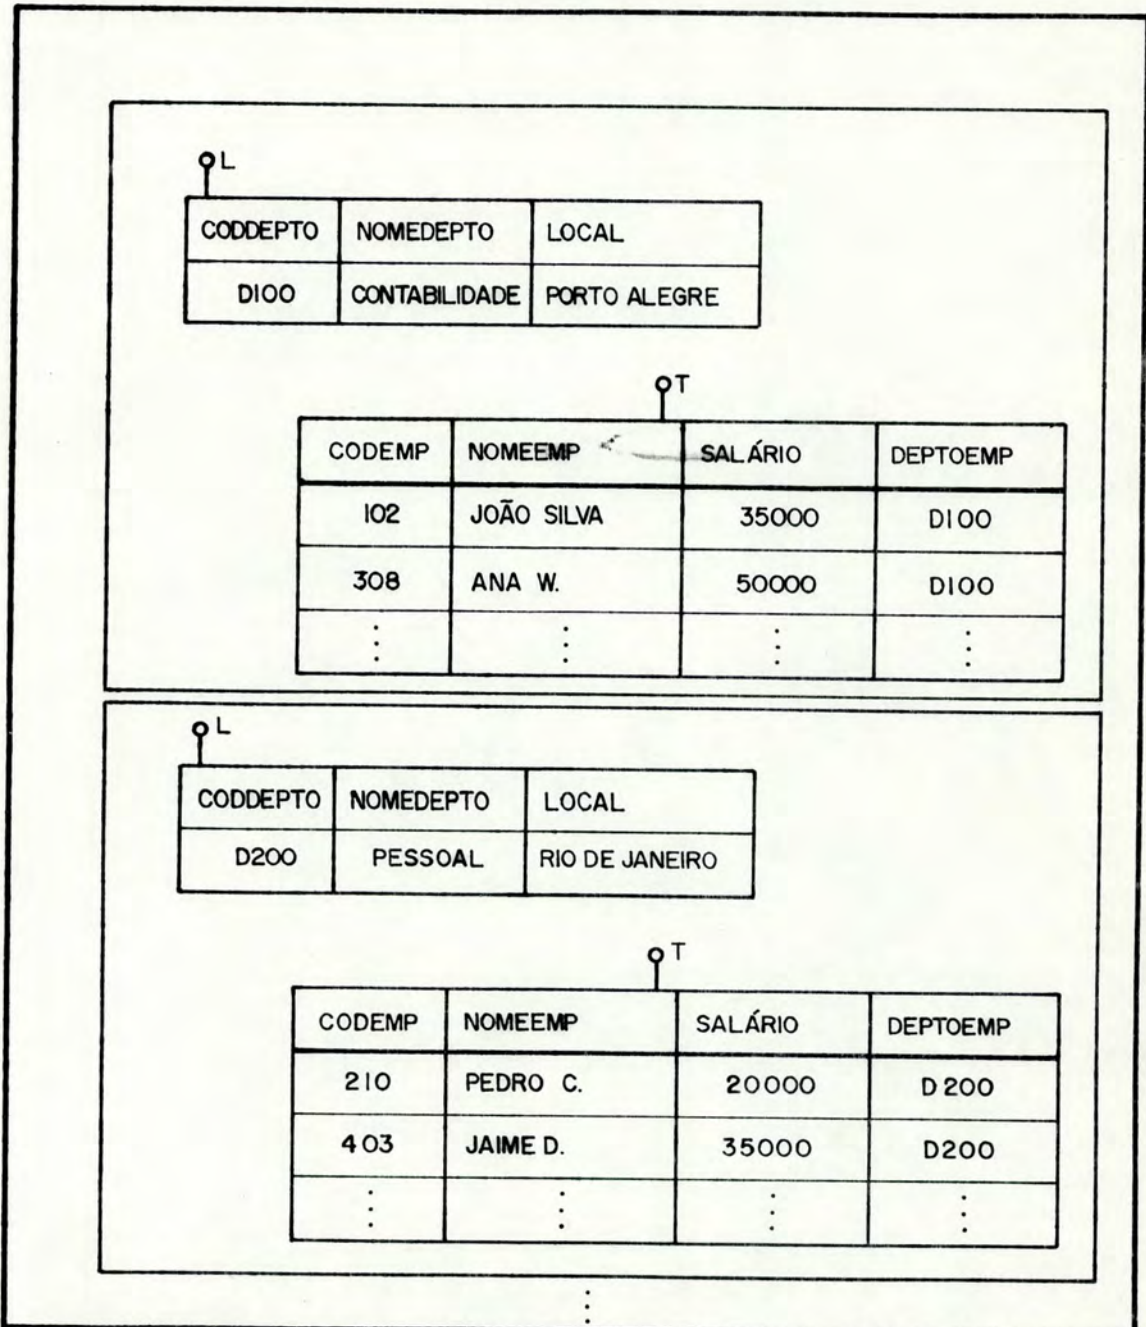 L
CODDEPTO NOMEDEPTO LOCAL
D100 CONTABILIDADE PORTO ALEGRE
T
CODEMP NOMEEMP SALÁRIO DEPTOEMP
102 JOÃO SILVA 35000 D100
308 ANA W. 50000 D100
⋮ ⋮ ⋮ ⋮
L
CODDEPTO NOMEDEPTO LOCAL
D200 PESSOAL RIO DE JANEIRO
T
CODEMP NOMEEMP SALÁRIO DEPTOEMP
210 PEDRO C. 20000 D200
403 JAIME D. 35000 D200
⋮ ⋮ ⋮ ⋮
⋮